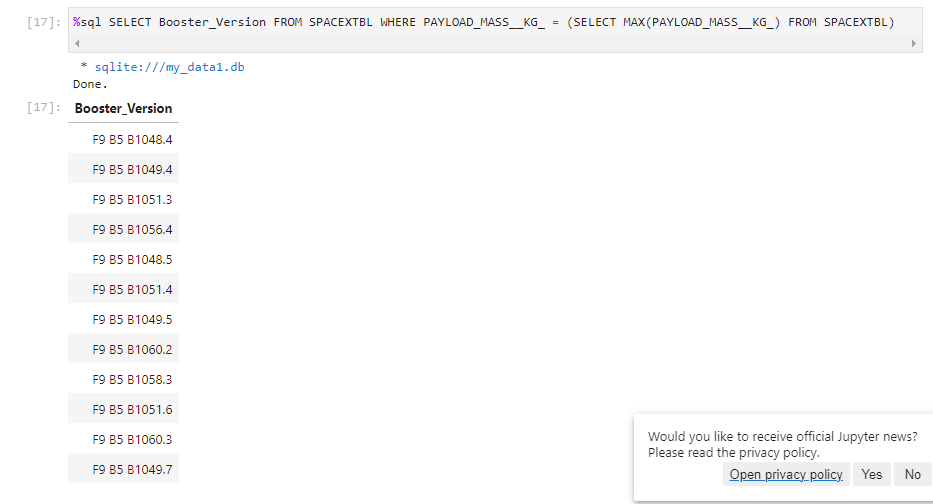 [17]: %sql SELECT Booster_Version FROM SPACEXTBL WHERE PAYLOAD_MASS__KG_ = (SELECT MAX(PAYLOAD_MASS__KG_) FROM SPACEXTBL)
* sqlite:///my_data1.db
Done.
[17]: Booster_Version
F9 B5 B1048.4
F9 B5 B1049.4
F9 B5 B1051.3
F9 B5 B1056.4
F9 B5 B1048.5
F9 B5 B1051.4
F9 B5 B1049.5
F9 B5 B1060.2
F9 B5 B1058.3
F9 B5 B1051.6
F9 B5 B1060.3
F9 B5 B1049.7
Would you like to receive official Jupyter news?
Please read the privacy policy.
Open privacy policy Yes No